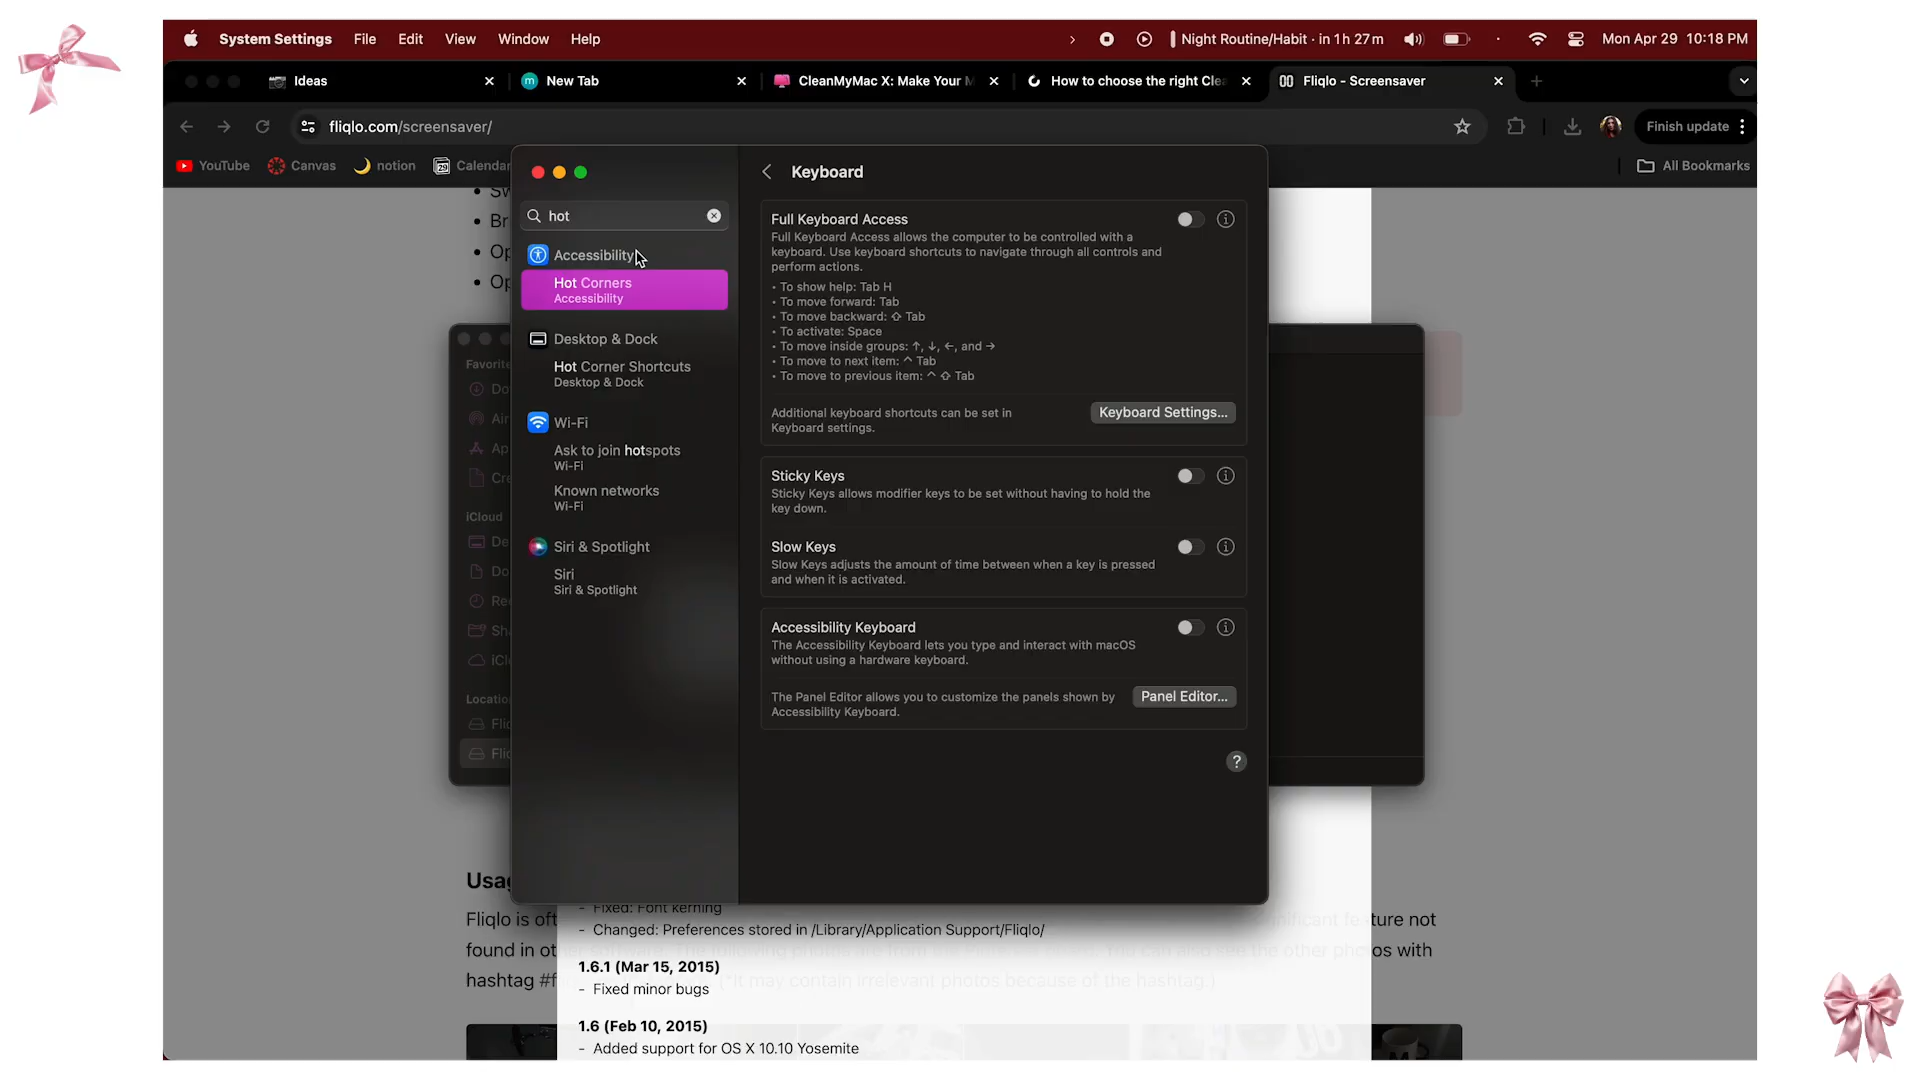 System Settings File Edit View Window Help
Night Routine/Habit · in 1h 27m
Mon Apr 29 10:18 PM
Ideas
New Tab
CleanMyMac X: Make Your
How to choose the right Cle
Fliqlo - Screensaver
fliqlo.com/screensaver/
Finish update
YouTube
Canvas
notion
Calendar
All Bookmarks
Favorite
iCloud
Locatio
hot
Accessibility
Hot Corners
Accessibility
Desktop & Dock
Hot Corner Shortcuts
Desktop & Dock
Wi-Fi
Ask to join hotspots
Wi-Fi
Known networks
Wi-Fi
Siri & Spotlight
Siri
Siri & Spotlight
Keyboard
Full Keyboard Access
Full Keyboard Access allows the computer to be controlled with a
keyboard. Use keyboard shortcuts to navigate through all controls and
perform actions.
• To show help: Tab H
• To move forward: Tab
• To move backward: ⇧ Tab
• To activate: Space
• To move inside groups: ↑, ↓, ←, and →
• To move to next item: ^ Tab
• To move to previous item: ^ ⇧ Tab
Additional keyboard shortcuts can be set in
Keyboard settings.
Keyboard Settings...
Sticky Keys
Sticky Keys allows modifier keys to be set without having to hold the
key down.
Slow Keys
Slow Keys adjusts the amount of time between when a key is pressed
and when it is activated.
Accessibility Keyboard
The Accessibility Keyboard lets you type and interact with macOS
without using a hardware keyboard.
The Panel Editor allows you to customize the panels shown by
Accessibility Keyboard.
Panel Editor...
?
Usag
Fliqlo is oft
found in ot
hashtag #f
- Fixed: Font kerning
- Changed: Preferences stored in /Library/Application Support/Fliqlo/
1.6.1 (Mar 15, 2015)
- Fixed minor bugs
1.6 (Feb 10, 2015)
- Added support for OS X 10.10 Yosemite
ture not
os with